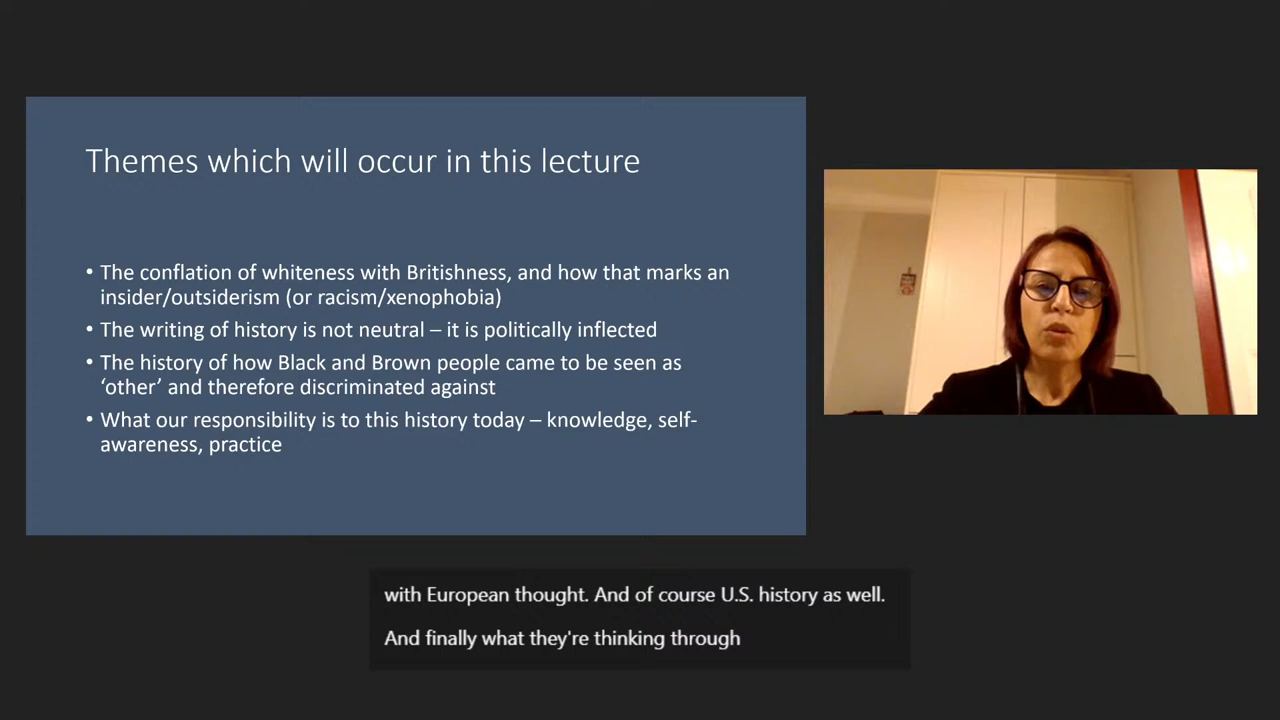 Themes which will occur in this lecture
• The conflation of whiteness with Britishness, and how that marks an
insider/outsiderism (or racism/xenophobia)
• The writing of history is not neutral – it is politically inflected
• The history of how Black and Brown people came to be seen as
‘other’ and therefore discriminated against
• What our responsibility is to this history today – knowledge, self-
awareness, practice
with European thought. And of course U.S. history as well.
And finally what they're thinking through